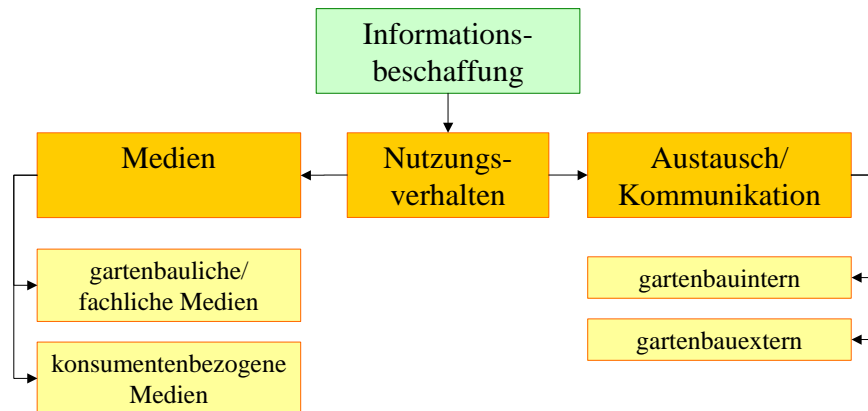 Informations-
beschaffung
Medien
Nutzungs-
verhalten
Austausch/
Kommunikation
gartenbauliche/
fachliche Medien
konsumentenbezogene
Medien
gartenbauintern
gartenbauextern